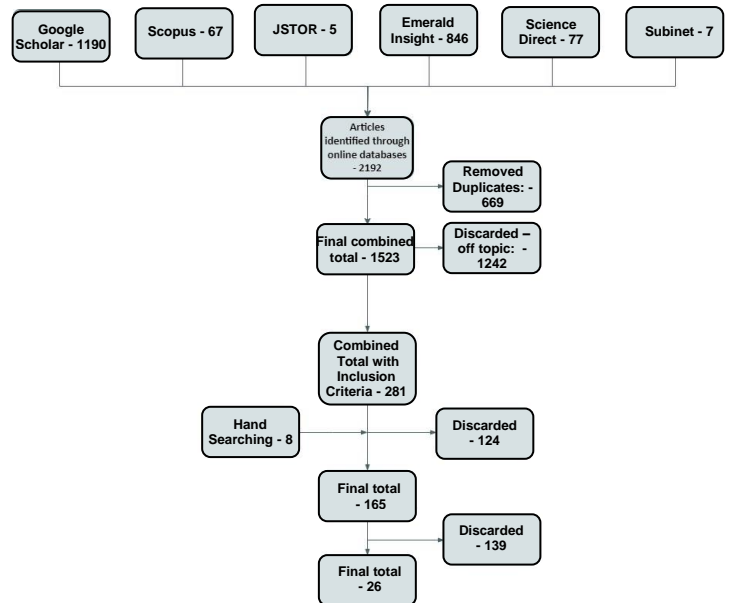 Google
Scholar - 1190
Scopus - 67
JSTOR - 5
Emerald
Insight - 846
Science
Direct - 77
Subinet - 7
Articles
identified through
online databases
- 2192
Removed
Duplicates: -
669
Final combined
total - 1523
Discarded –
off topic: -
1242
Combined
Total with
Inclusion
Criteria - 281
Hand
Searching - 8
Discarded
- 124
Final total
- 165
Discarded
- 139
Final total
- 26